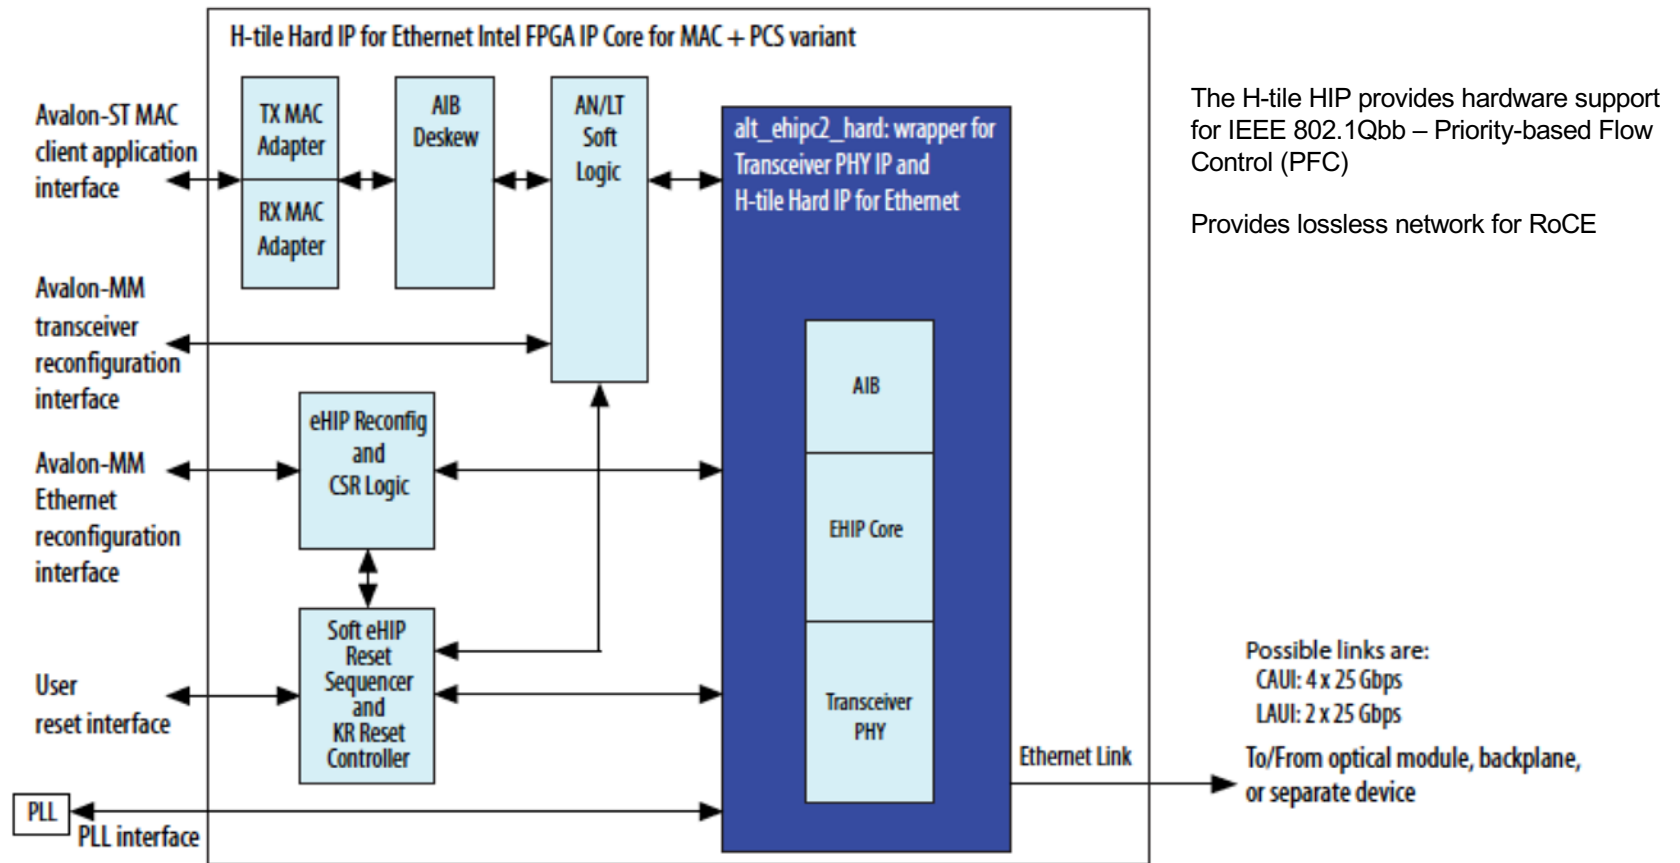 H-tile Hard IP for Ethernet Intel FPGA IP Core for MAC + PCS variant
Avalon-ST MAC
client application
interface
TX MAC
Adapter
RX MAC
Adapter
AIB
Deskew
AN/LT
Soft
Logic
alt_ehipc2_hard: wrapper for
Transceiver PHY IP and
H-tile Hard IP for Ethernet
The H-tile HIP provides hardware support
for IEEE 802.1Qbb – Priority-based Flow
Control (PFC)
Provides lossless network for RoCE
Avalon-MM
transceiver
reconfiguration
interface
eHIP Reconfig
and
CSR Logic
Avalon-MM
Ethernet
reconfiguration
interface
AIB
EHIP Core
Transceiver
PHY
Soft eHIP
Reset
Sequencer
and
KR Reset
Controller
User
reset interface
PLL
PLL interface
Ethernet Link
Possible links are:
CAUI: 4 x 25 Gbps
LAUI: 2 x 25 Gbps
To/From optical module, backplane,
or separate device